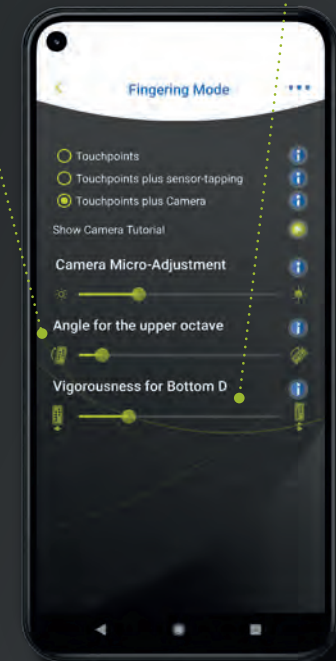 Fingering Mode
Touchpoints
Touchpoints plus sensor-tapping
Touchpoints plus Camera
Show Camera Tutorial
Camera Micro-Adjustment
Angle for the upper octave
Vigorousness for Bottom D